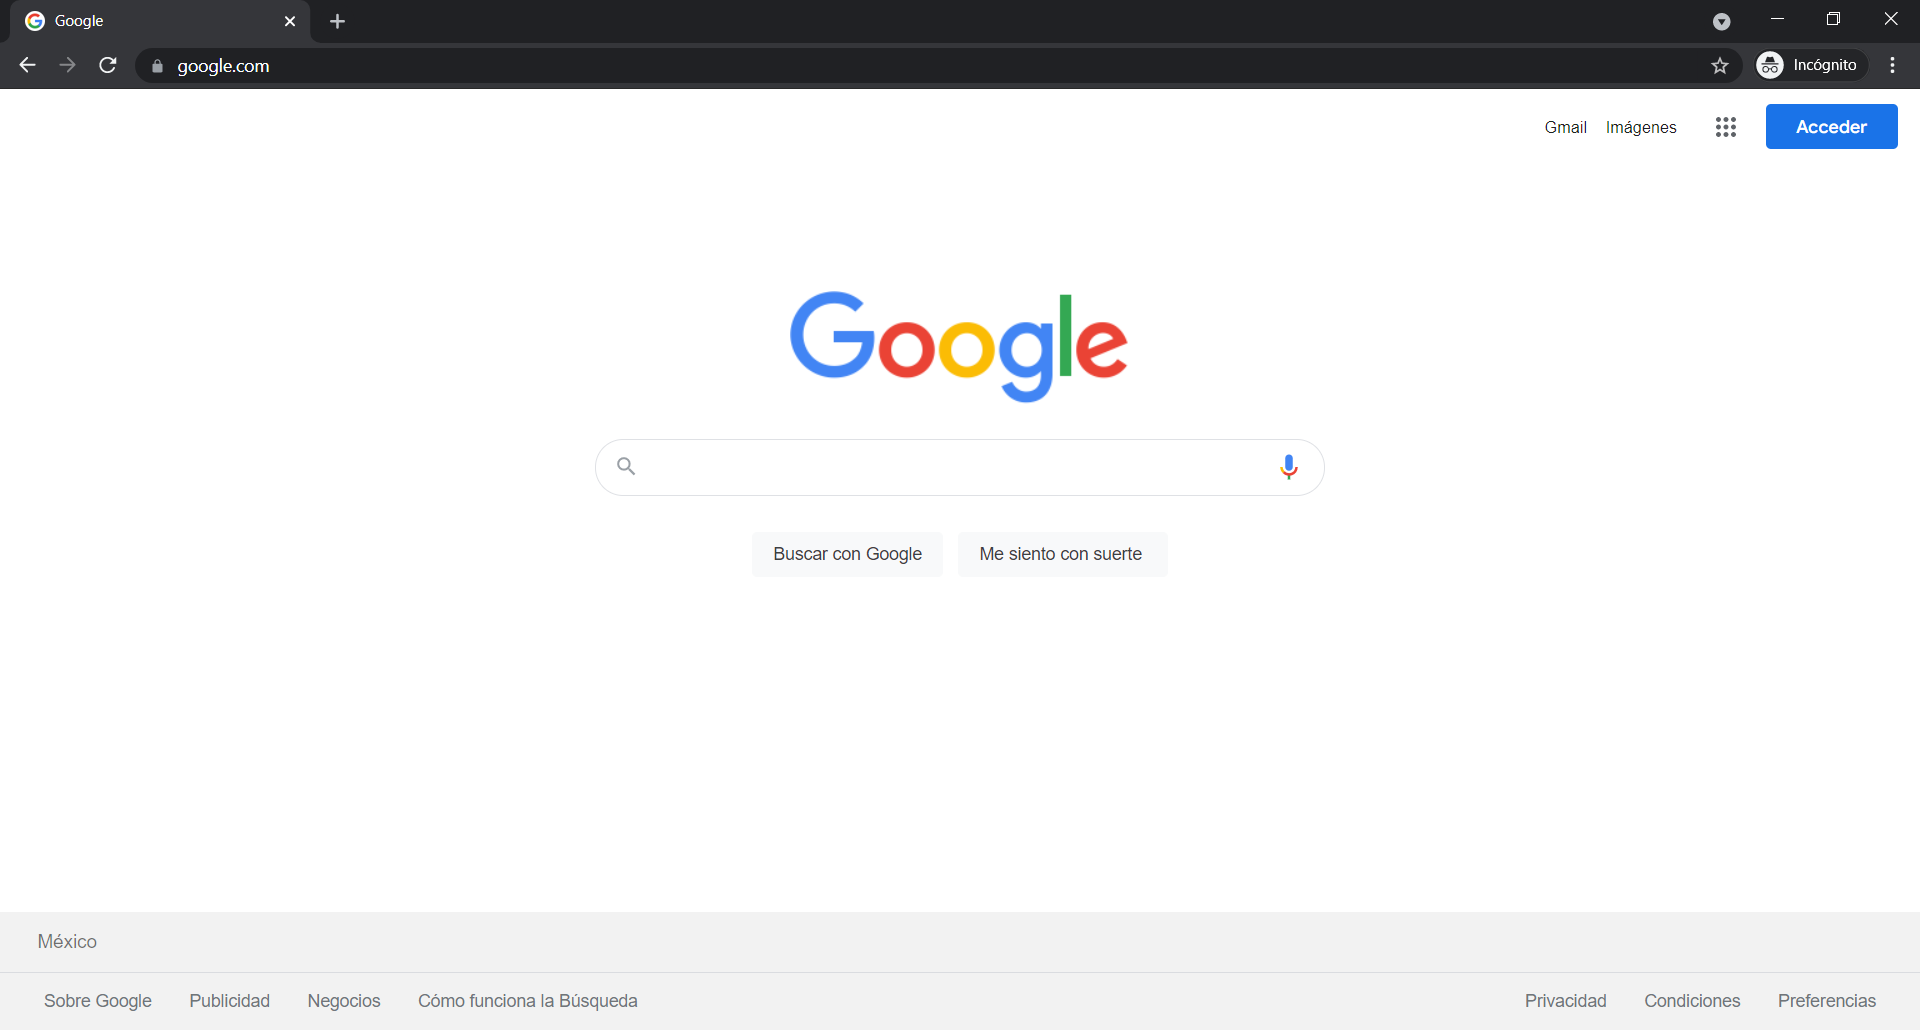 Google
google.com
Incógnito
Gmail Imágenes Acceder
Google
Buscar con Google Me siento con suerte
México
Sobre Google Publicidad Negocios Cómo funciona la Búsqueda Privacidad Condiciones Preferencias